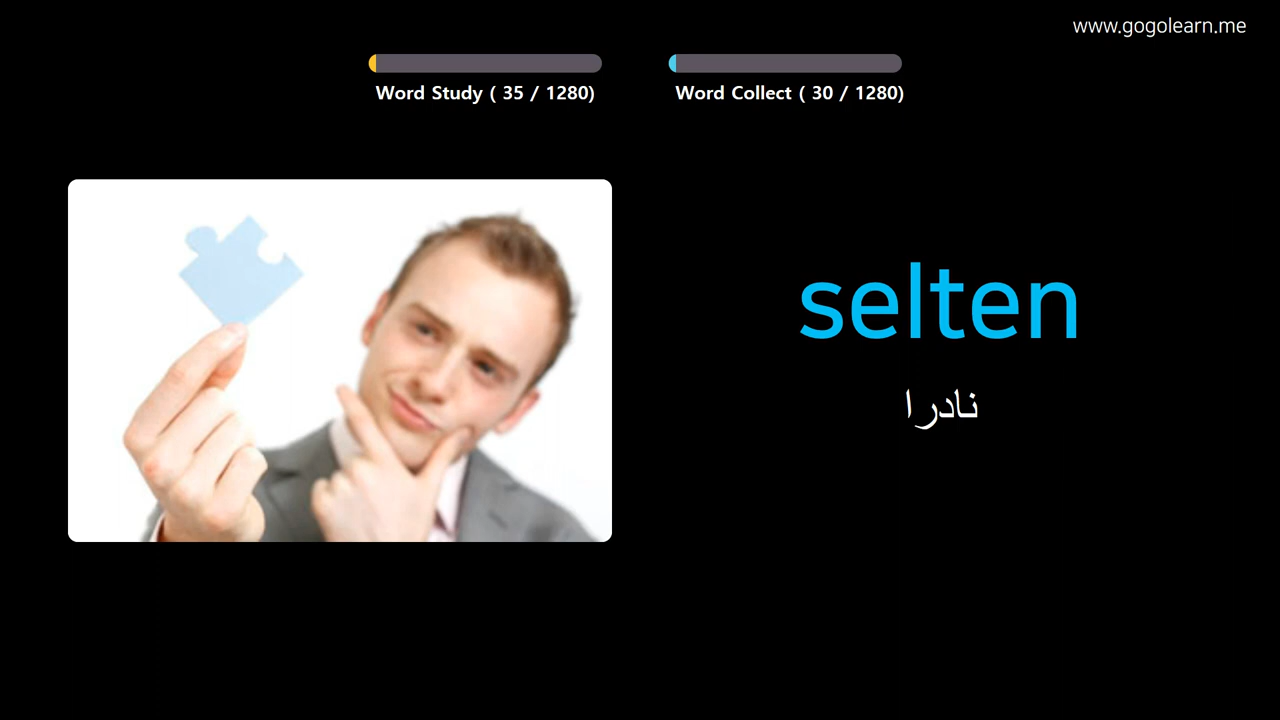 www.gogolearn.me
Word Study ( 35 / 1280)
Word Collect ( 30 / 1280)
selten
نادرا